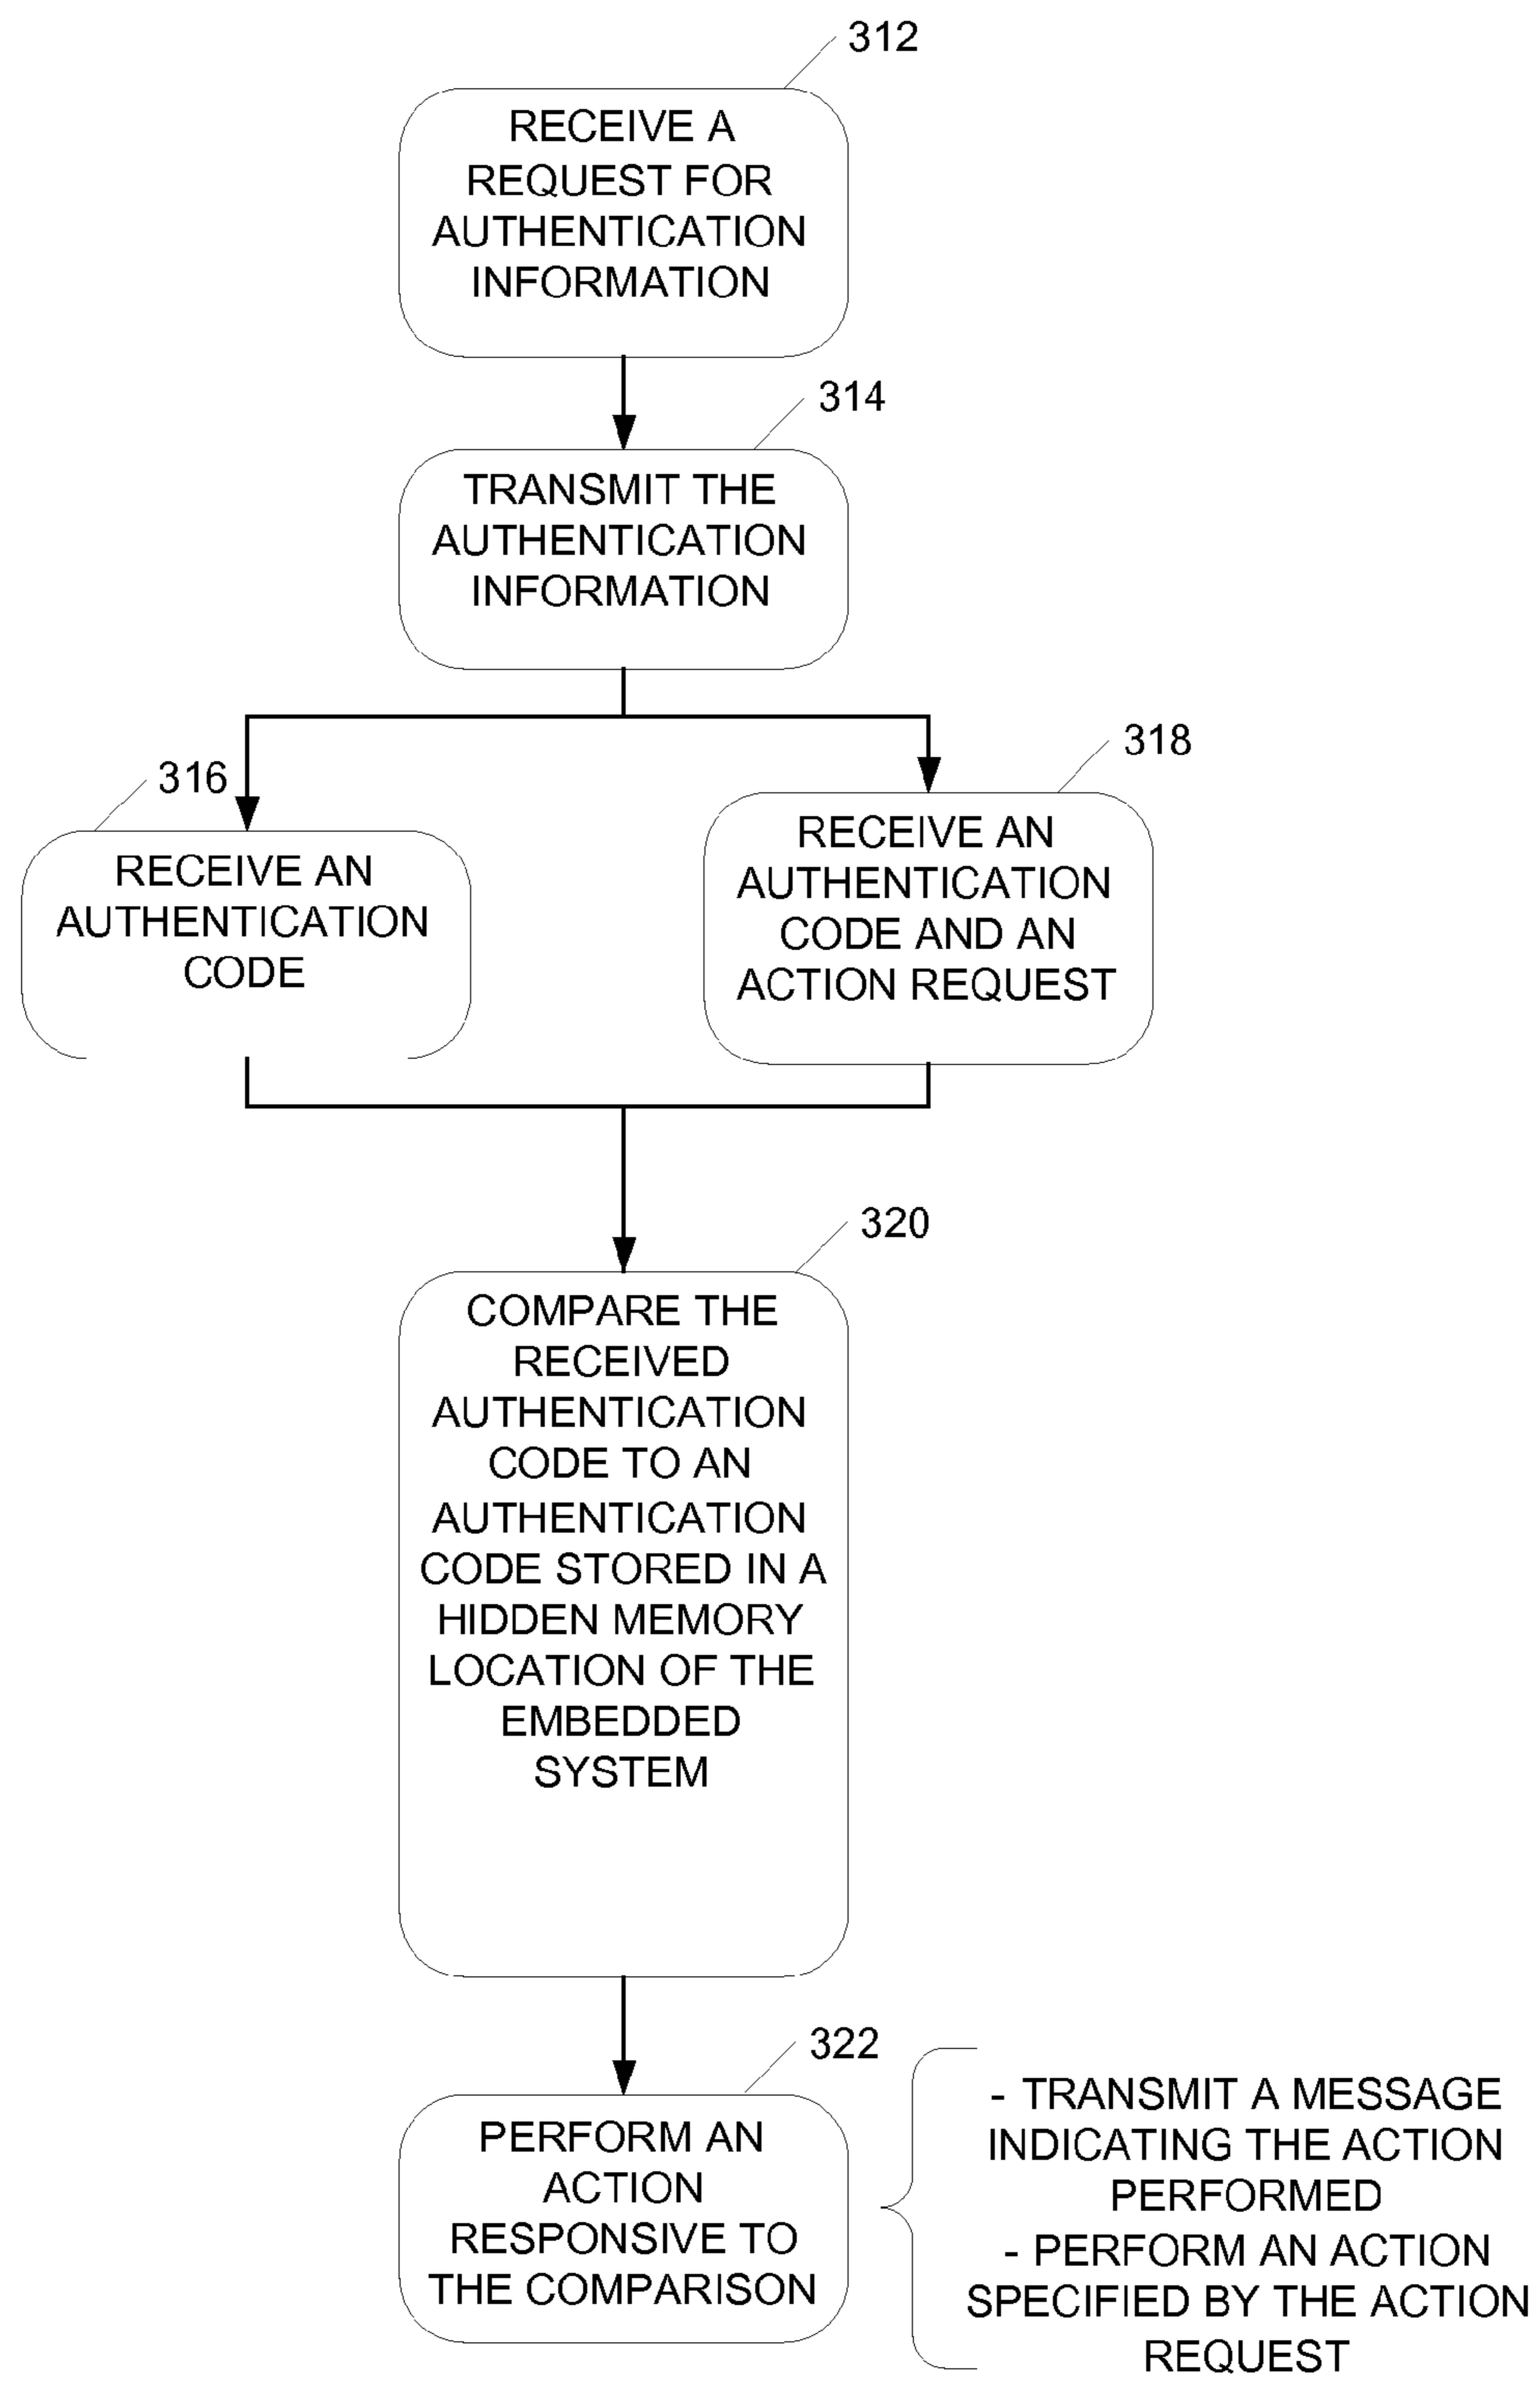 312
RECEIVE A
REQUEST FOR
AUTHENTICATION
INFORMATION
314
TRANSMIT THE
AUTHENTICATION
INFORMATION
316
RECEIVE AN
AUTHENTICATION
CODE
318
RECEIVE AN
AUTHENTICATION
CODE AND AN
ACTION REQUEST
320
COMPARE THE
RECEIVED
AUTHENTICATION
CODE TO AN
AUTHENTICATION
CODE STORED IN A
HIDDEN MEMORY
LOCATION OF THE
EMBEDDED
SYSTEM
322
PERFORM AN
ACTION
RESPONSIVE TO
THE COMPARISON
- TRANSMIT A MESSAGE
INDICATING THE ACTION
PERFORMED
- PERFORM AN ACTION
SPECIFIED BY THE ACTION
REQUEST